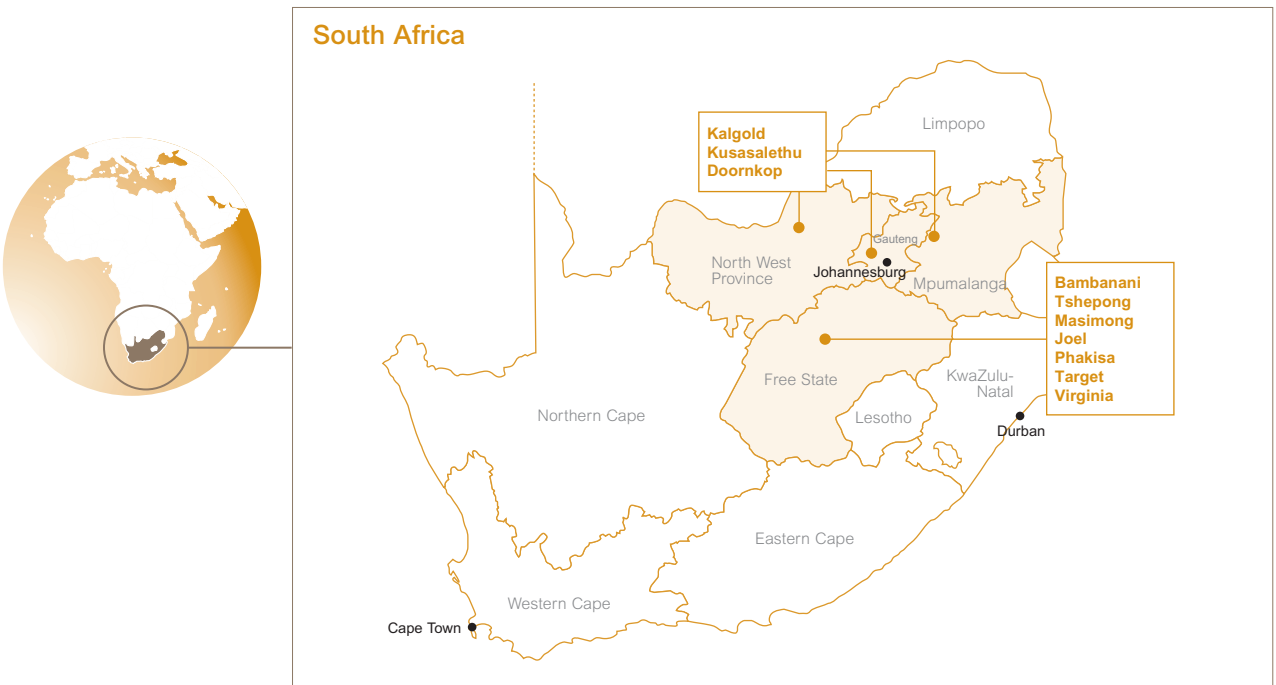 South Africa
Limpopo
Kalgold
Kusasalethu
Doornkop
Gauteng
North West
Province
Johannesburg
Mpumalanga
Bambanani
Tshepong
Masimong
Joel
Phakisa
Target
Virginia
Free State
KwaZulu-
Natal
Northern Cape
Lesotho
Durban
Eastern Cape
Western Cape
Cape Town